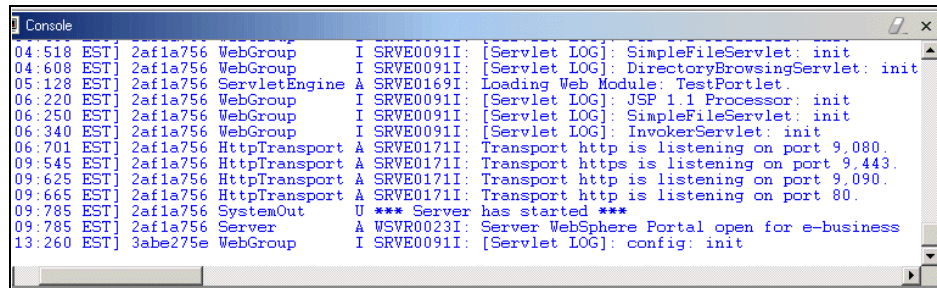 Console
04:518 EST] 2af1a756 WebGroup I SRVE0091I: [Servlet LOG]: SimpleFileServlet: init
04:608 EST] 2af1a756 WebGroup I SRVE0091I: [Servlet LOG]: DirectoryBrowsingServlet: init
05:128 EST] 2af1a756 ServletEngine A SRVE0169I: Loading Web Module: TestPortlet.
06:220 EST] 2af1a756 WebGroup I SRVE0091I: [Servlet LOG]: JSP 1.1 Processor: init
06:250 EST] 2af1a756 WebGroup I SRVE0091I: [Servlet LOG]: SimpleFileServlet: init
06:340 EST] 2af1a756 WebGroup I SRVE0091I: [Servlet LOG]: InvokerServlet: init
06:701 EST] 2af1a756 HttpTransport A SRVE0171I: Transport http is listening on port 9,080.
09:545 EST] 2af1a756 HttpTransport A SRVE0171I: Transport https is listening on port 9,443.
09:625 EST] 2af1a756 HttpTransport A SRVE0171I: Transport http is listening on port 9,090.
09:665 EST] 2af1a756 HttpTransport A SRVE0171I: Transport http is listening on port 80.
09:785 EST] 2af1a756 SystemOut U *** Server has started ***
09:785 EST] 2af1a756 Server A WSVR0023I: Server WebSphere Portal open for e-business
13:260 EST] 3abe275e WebGroup I SRVE0091I: [Servlet LOG]: config: init